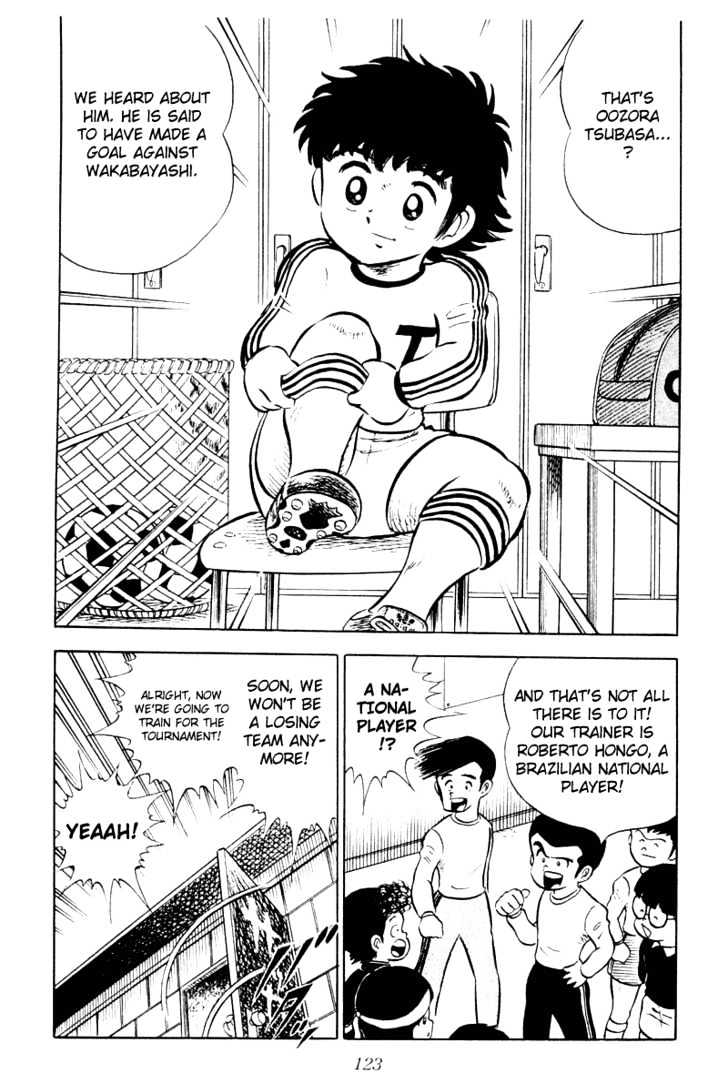 THAT'S
OOZORA
TSUBASA...
?
WE HEARD ABOUT
HIM. HE IS SAID
TO HAVE MADE A
GOAL AGAINST
WAKABAYASHI.
T
AND THAT'S NOT ALL
THERE IS TO IT!
OUR TRAINER IS
ROBERTO HONGO, A
BRAZILIAN NATIONAL
PLAYER!
A NA-
TIONAL
PLAYER
!?
SOON, WE
WON'T BE
A LOSING
TEAM ANY-
MORE!
ALRIGHT, NOW
WE'RE GOING TO
TRAIN FOR THE
TOURNAMENT!
YEAAH!
123